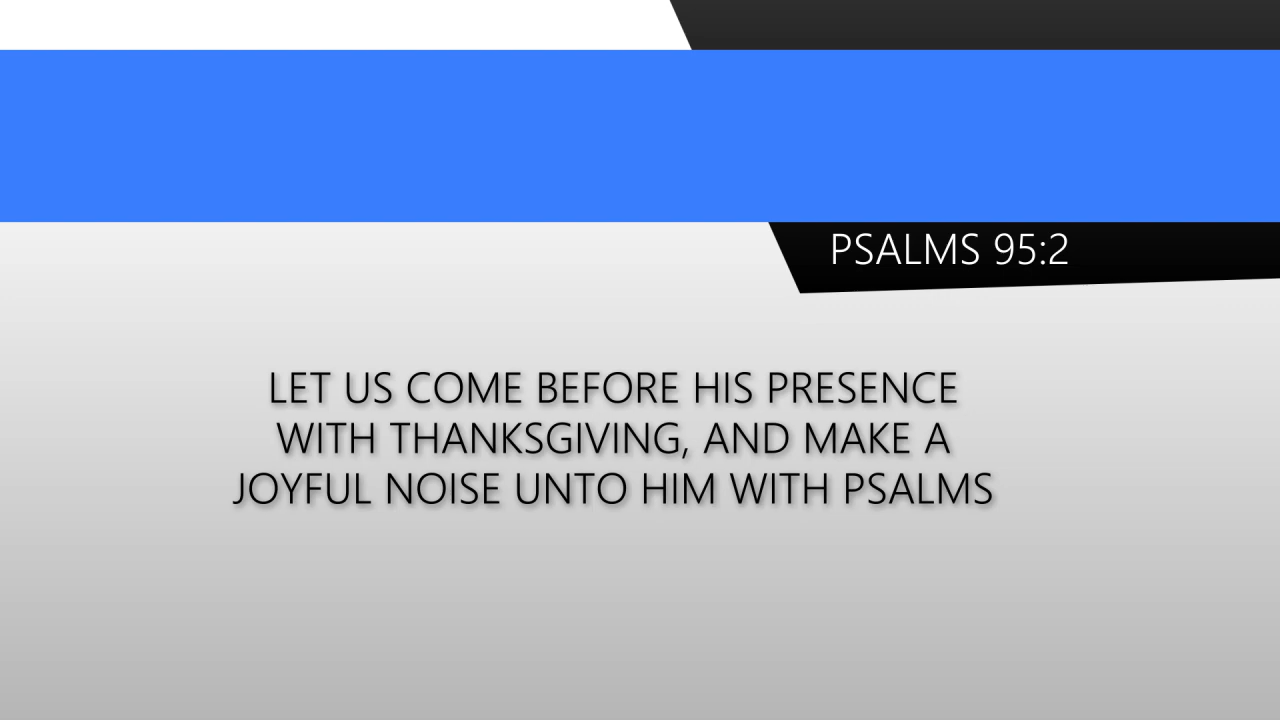 PSALMS 95:2
LET US COME BEFORE HIS PRESENCE
WITH THANKSGIVING, AND MAKE A
JOYFUL NOISE UNTO HIM WITH PSALMS